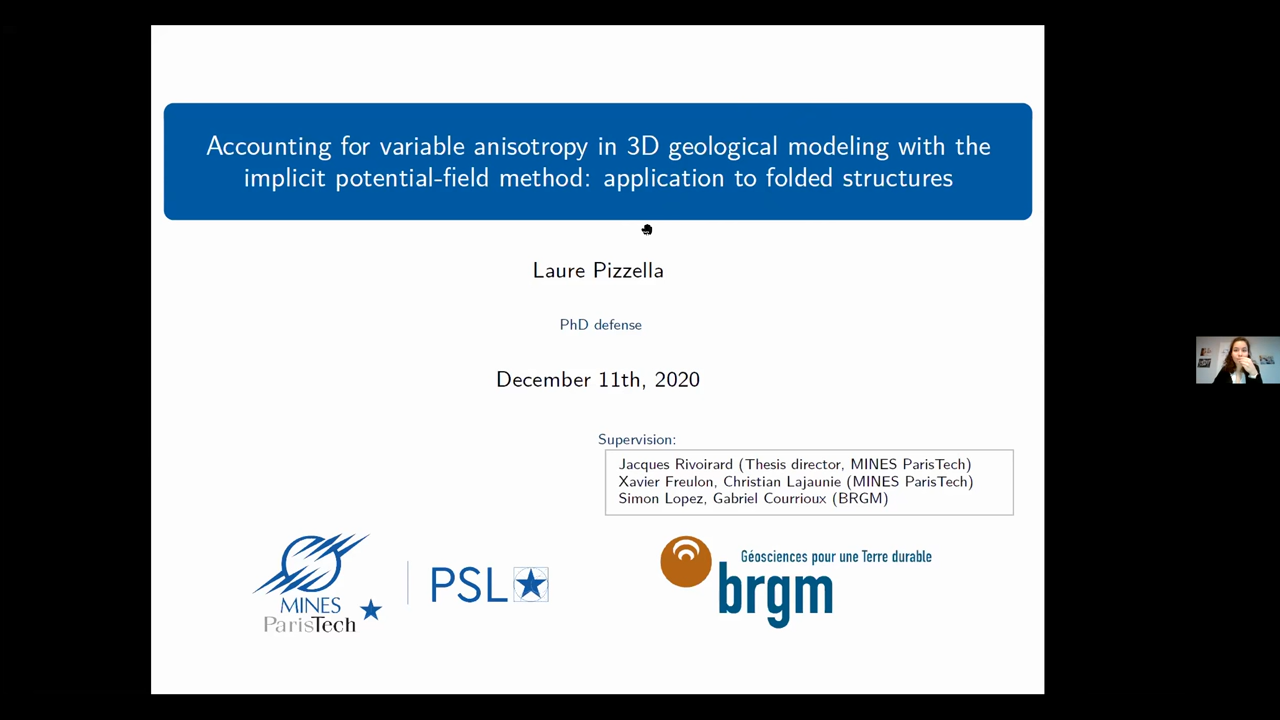 Accounting for variable anisotropy in 3D geological modeling with the
implicit potential-field method: application to folded structures
Laure Pizzella
PhD defense
December 11th, 2020
Supervision:
Jacques Rivoirard (Thesis director, MINES ParisTech)
Xavier Freulon, Christian Lajaunie (MINES ParisTech)
Simon Lopez, Gabriel Courrioux (BRGM)
MINES
ParisTech
PSL
Géosciences pour une Terre durable
brgm